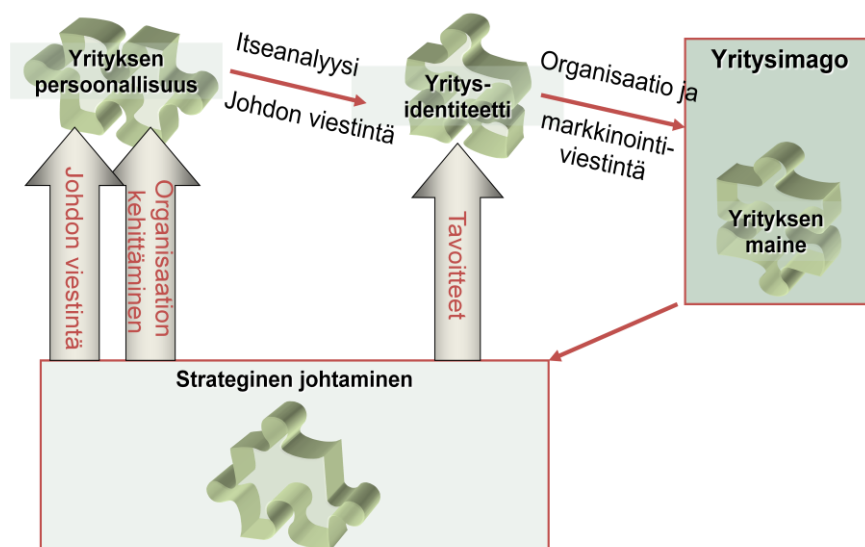 Yrityksen
persoonallisuus
Itseanalyysi
Johdon viestintä
Yritys-
identiteetti
Organisaatio ja
markkinointi-
viestintä
Yritysimago
Yrityksen
maine
Johdon viestintä
Organisaation
kehittäminen
Tavoitteet
Strateginen johtaminen